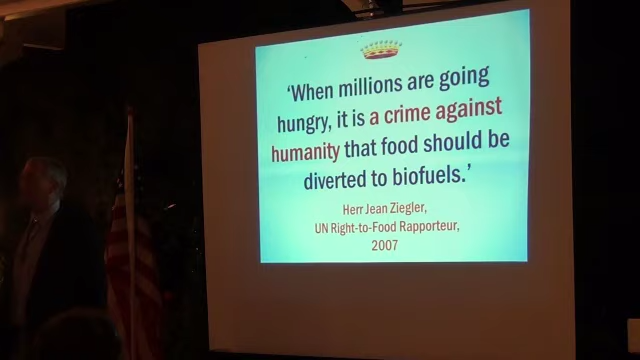 ‘When millions are going
hungry, it is a crime against
humanity that food should be
diverted to biofuels.’
Herr Jean Ziegler,
UN Right-to-Food Rapporteur,
2007